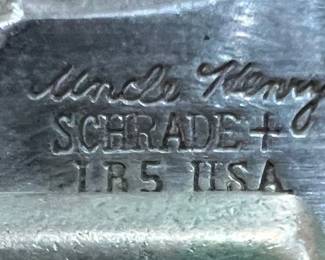 Uncle Henry
SCHRADE+
LB5 USA